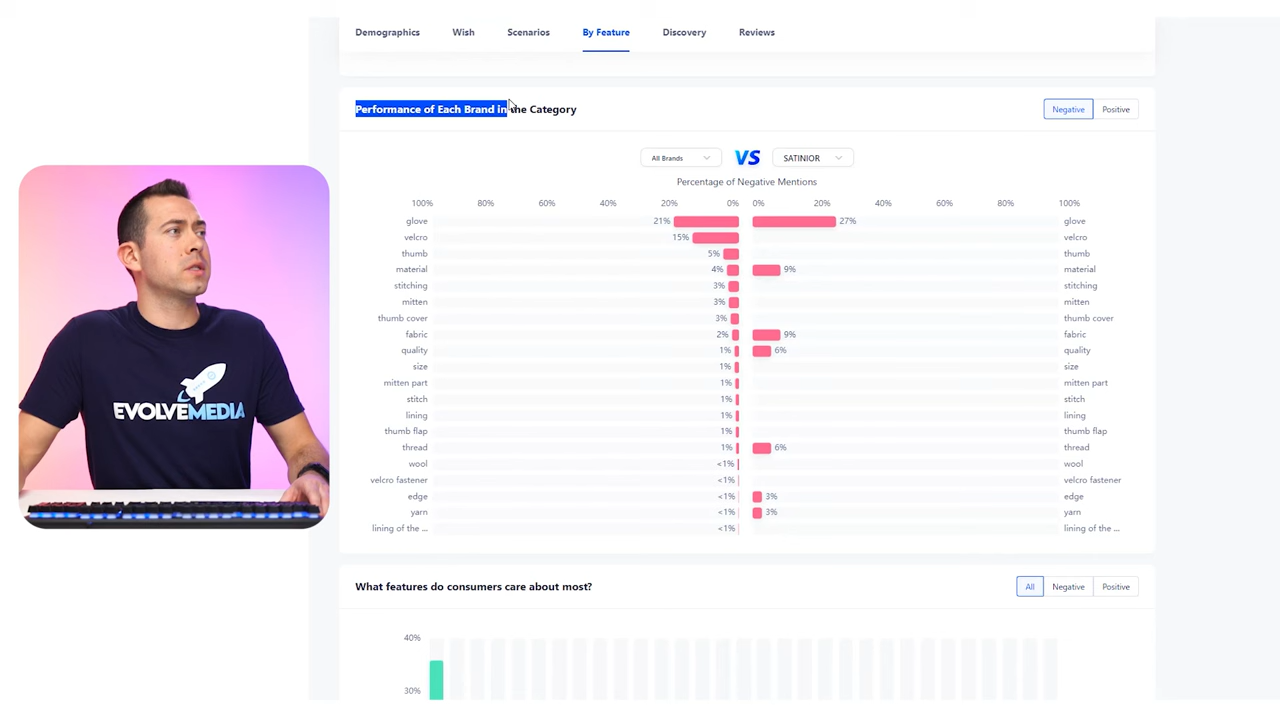 Demographics Wish Scenarios By Feature Discovery Reviews
Performance of Each Brand in the Category Negative Positive
All Brands VS SATINIOR
Percentage of Negative Mentions
100% 80% 60% 40% 20% 0% 0% 20% 40% 60% 80% 100%
glove 21% 27% glove
velcro 15% velcro
thumb 5% thumb
material 4% 9% material
stitching 3% stitching
mitten 3% mitten
thumb cover 3% thumb cover
fabric 2% 9% fabric
quality 1% 6% quality
size 1% size
mitten part 1% mitten part
stitch 1% stitch
lining 1% lining
thumb flap 1% thumb flap
thread 1% 6% thread
wool <1% wool
velcro fastener <1% velcro fastener
edge <1% 3% edge
yarn <1% 3% yarn
lining of the ... <1% lining of the ...
EVOLVEMEDIA
What features do consumers care about most? All Negative Positive
40%
30%